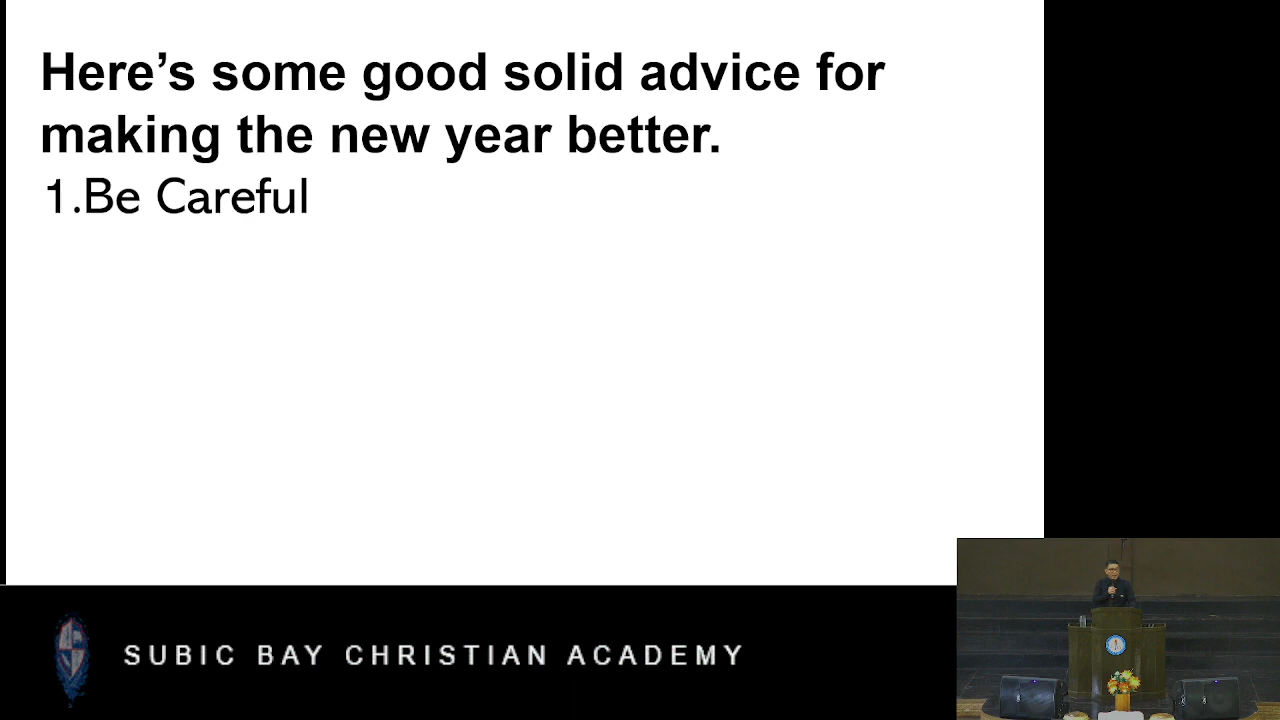 Here’s some good solid advice for
making the new year better.
1.Be Careful
SUBIC BAY CHRISTIAN ACADEMY